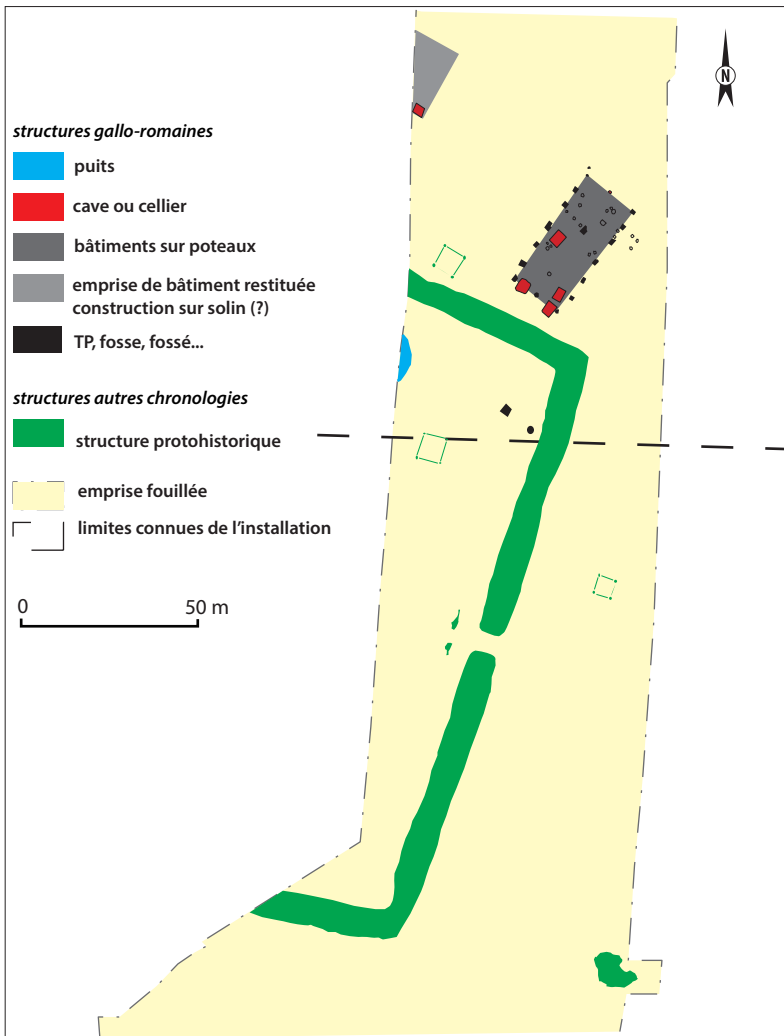 N
structures gallo-romaines
puits
cave ou cellier
bâtiments sur poteaux
emprise de bâtiment restituée
construction sur solin (?)
TP, fosse, fossé...
structures autres chronologies
structure protohistorique
emprise fouillée
limites connues de l'installation
0 50 m